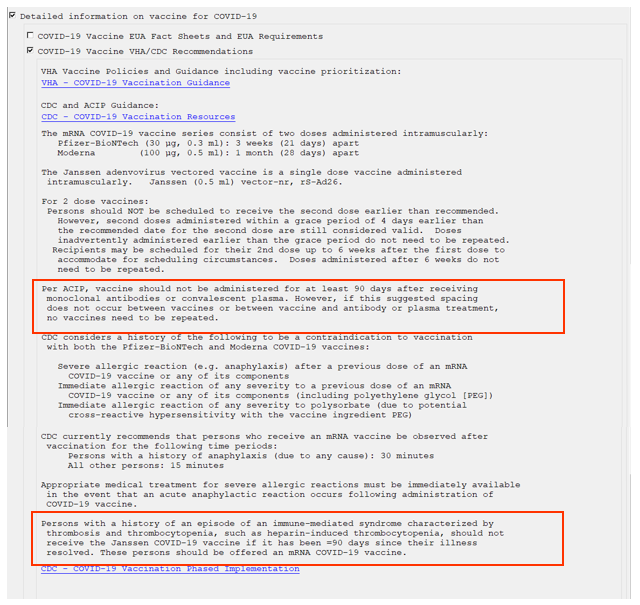 Detailed information on vaccine for COVID-19
COVID-19 Vaccine EUA Fact Sheets and EUA Requirements
COVID-19 Vaccine VHA/CDC Recommendations
VHA Vaccine Policies and Guidance including vaccine prioritization:
VHA - COVID-19 Vaccination Guidance
CDC and ACIP Guidance:
CDC - COVID-19 Vaccination Resources
The mRNA COVID-19 vaccine series consist of two doses administered intramuscularly:
Pfizer-BioNTech (30 µg, 0.3 ml): 3 weeks (21 days) apart
Moderna (100 µg, 0.5 ml): 1 month (28 days) apart
The Janssen adenvovirus vectored vaccine is a single dose vaccine administered
intramuscularly. Janssen (0.5 ml) vector-nr, rS-Ad26.
For 2 dose vaccines:
Persons should NOT be scheduled to receive the second dose earlier than recommended.
However, second doses administered within a grace period of 4 days earlier than
the recommended date for the second dose are still considered valid. Doses
inadvertently administered earlier than the grace period do not need to be repeated.
Recipients may be scheduled for their 2nd dose up to 6 weeks after the first dose to
accommodate for scheduling circumstances. Doses administered after 6 weeks do not
need to be repeated.
Per ACIP, vaccine should not be administered for at least 90 days after receiving
monoclonal antibodies or convalescent plasma. However, if this suggested spacing
does not occur between vaccines or between vaccine and antibody or plasma treatment,
no vaccines need to be repeated.
CDC considers a history of the following to be a contraindication to vaccination
with both the Pfizer-BioNTech and Moderna COVID-19 vaccines:
Severe allergic reaction (e.g. anaphylaxis) after a previous dose of an mRNA
COVID-19 vaccine or any of its components
Immediate allergic reaction of any severity to a previous dose of an mRNA
COVID-19 vaccine or any of its components (including polyethylene glycol [PEG])
Immediate allergic reaction of any severity to polysorbate (due to potential
cross-reactive hypersensitivity with the vaccine ingredient PEG)
CDC currently recommends that persons who receive an mRNA vaccine be observed after
vaccination for the following time periods:
Persons with a history of anaphylaxis (due to any cause): 30 minutes
All other persons: 15 minutes
Appropriate medical treatment for severe allergic reactions must be immediately available
in the event that an acute anaphylactic reaction occurs following administration of
COVID-19 vaccine.
Persons with a history of an episode of an immune-mediated syndrome characterized by
thrombosis and thrombocytopenia, such as heparin-induced thrombocytopenia, should not
receive the Janssen COVID-19 vaccine if it has been =90 days since their illness
resolved. These persons should be offered an mRNA COVID-19 vaccine.
CDC - COVID-19 Vaccination Phased Implementation